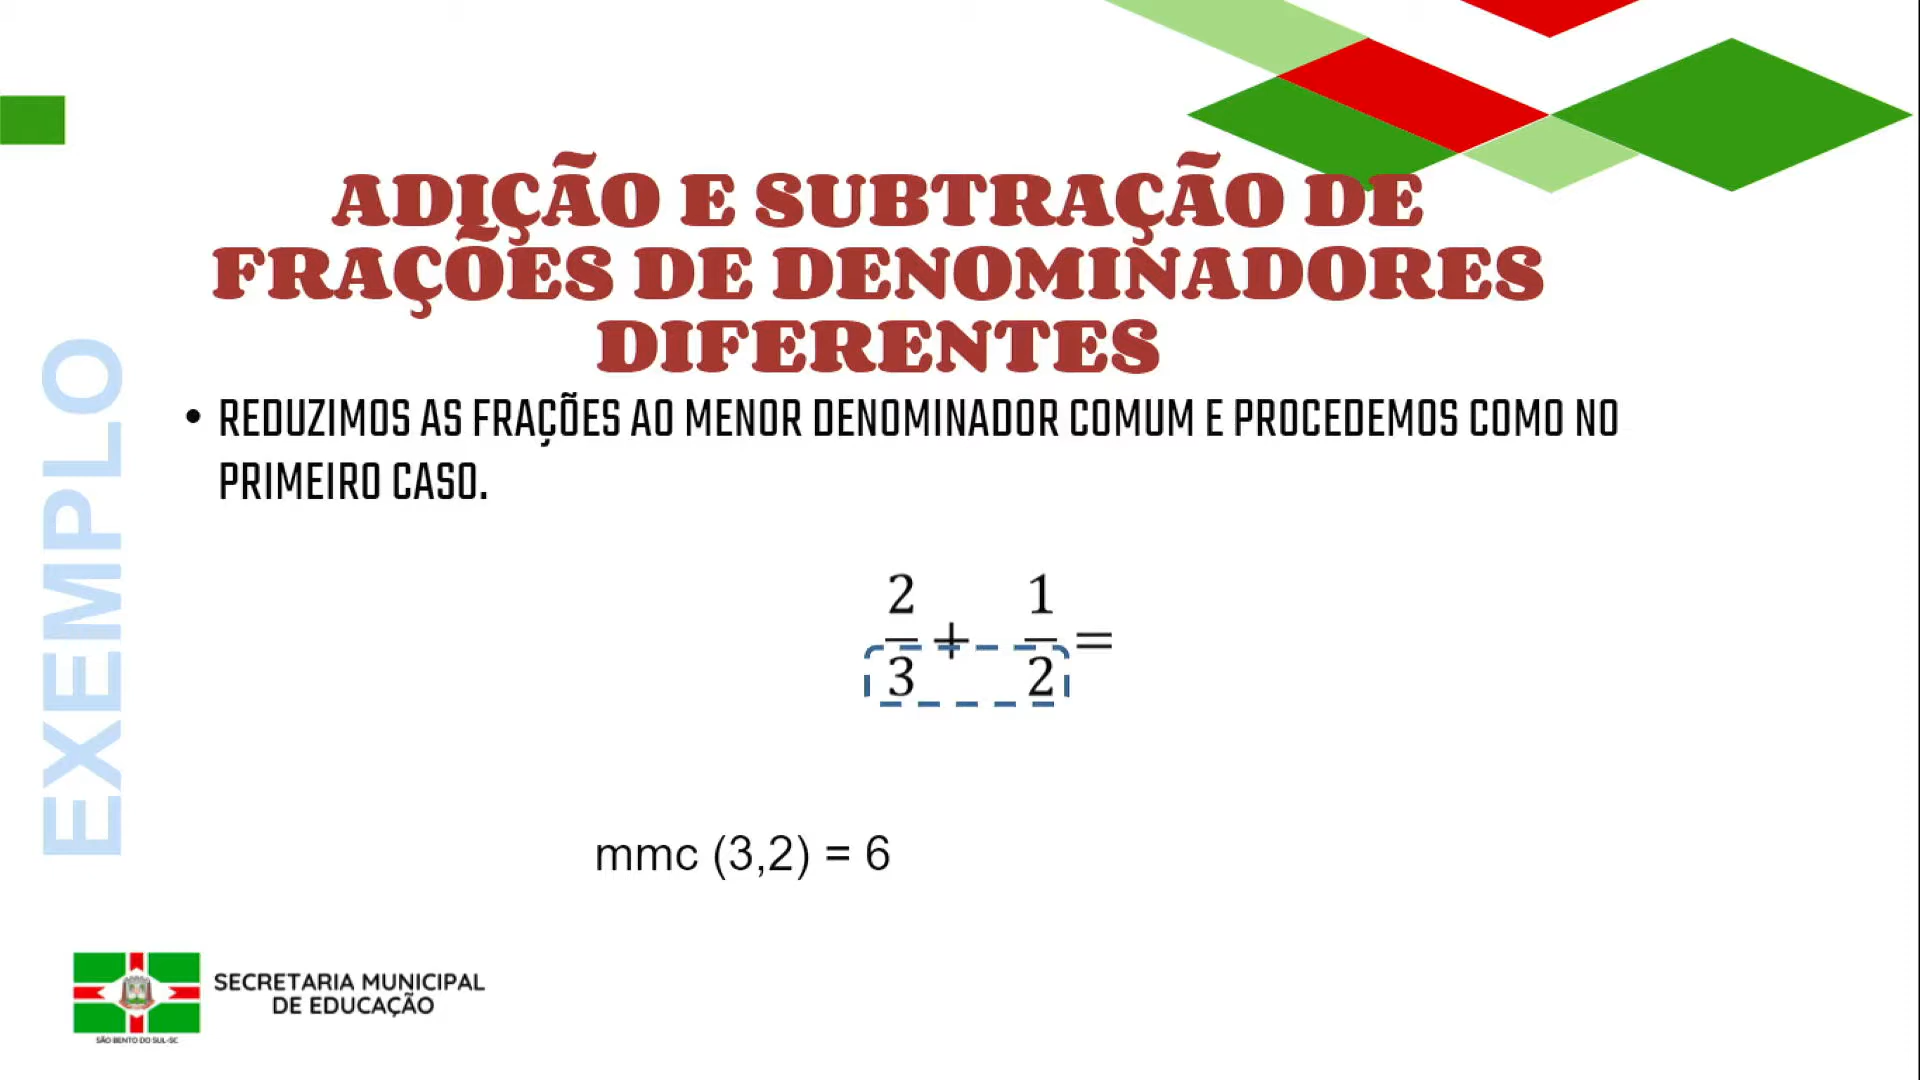 ADIÇÃO E SUBTRAÇÃO DE
FRAÇÕES DE DENOMINADORES
DIFERENTES
• REDUZIMOS AS FRAÇÕES AO MENOR DENOMINADOR COMUM E PROCEDEMOS COMO NO
PRIMEIRO CASO.
EXEMPLO
2/3 + 1/2 =
mmc (3,2) = 6
SECRETARIA MUNICIPAL
DE EDUCAÇÃO
SÃO BENTO DO SUL-SC